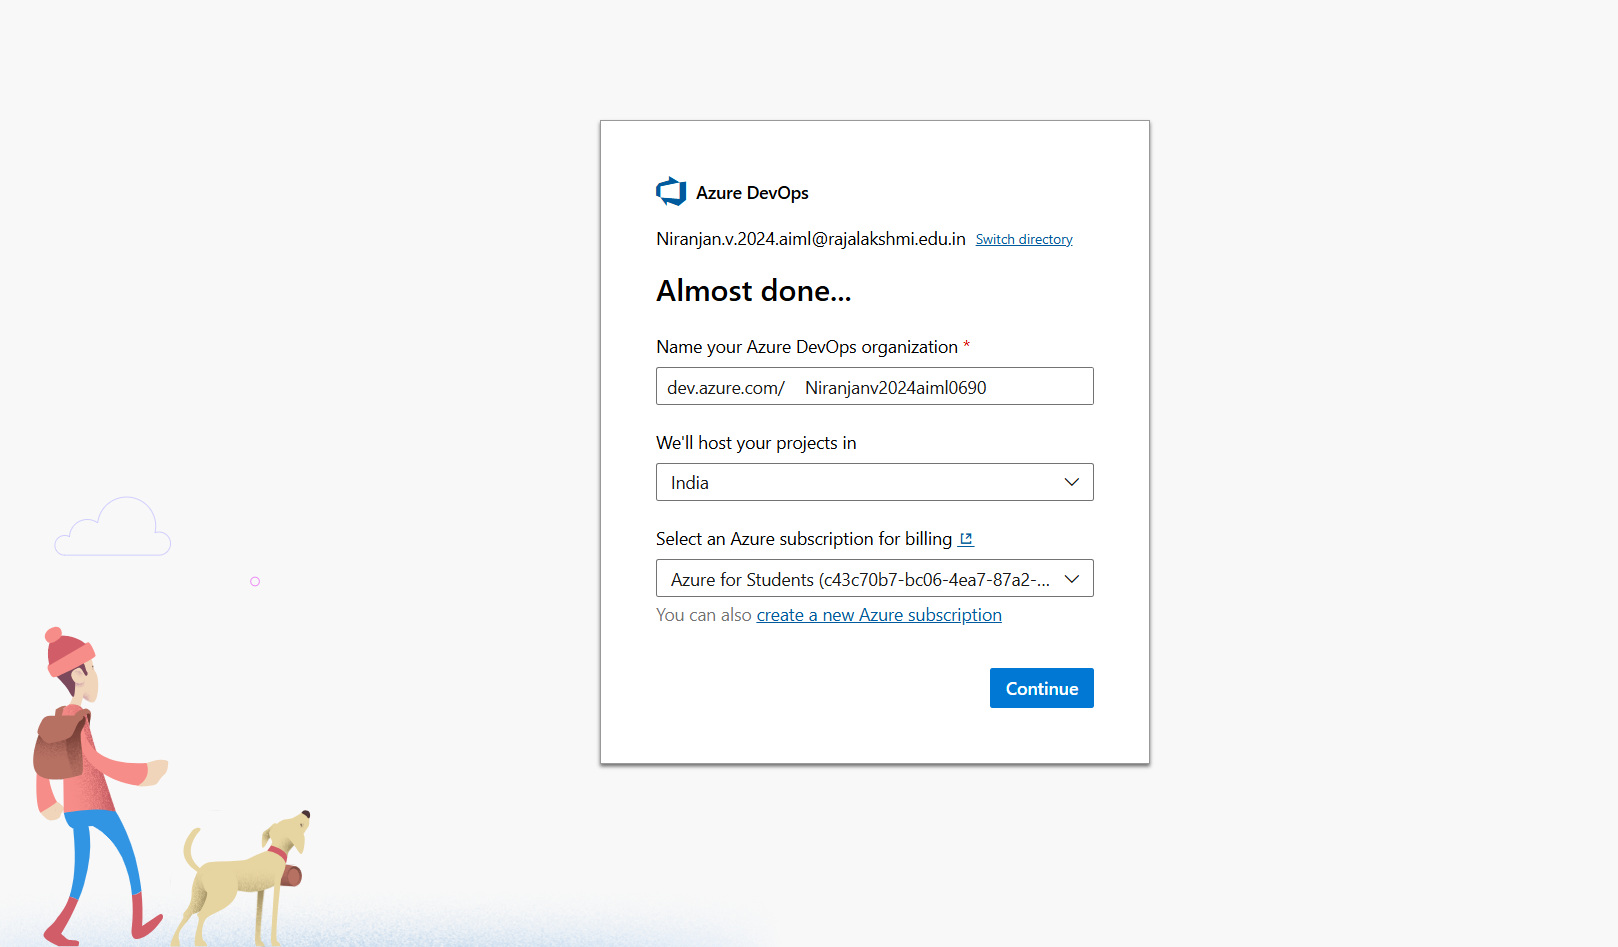 Azure DevOps
Niranjan.v.2024.aiml@rajalakshmi.edu.in Switch directory
Almost done...
Name your Azure DevOps organization *
dev.azure.com/ Niranjanv2024aiml0690
We'll host your projects in
India
Select an Azure subscription for billing
Azure for Students (c43c70b7-bc06-4ea7-87a2-...
You can also create a new Azure subscription
Continue